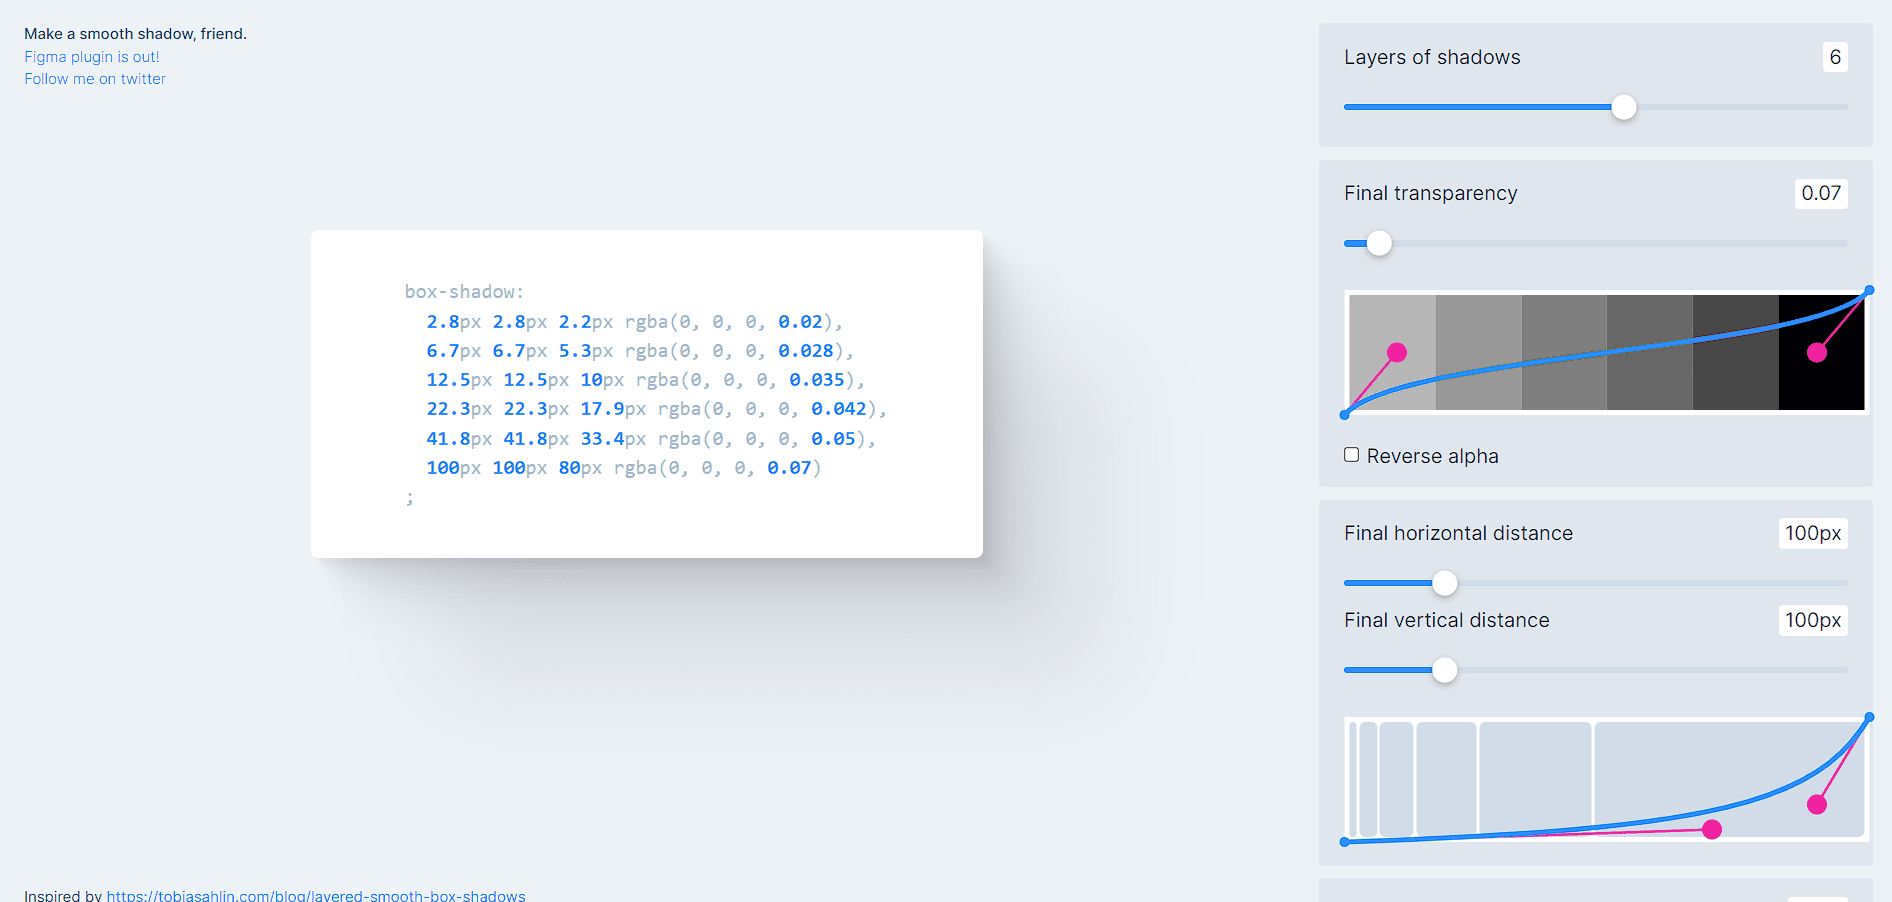 Make a smooth shadow, friend.
Figma plugin is out!
Follow me on twitter
box-shadow:
2.8px 2.8px 2.2px rgba(0, 0, 0, 0.02),
6.7px 6.7px 5.3px rgba(0, 0, 0, 0.028),
12.5px 12.5px 10px rgba(0, 0, 0, 0.035),
22.3px 22.3px 17.9px rgba(0, 0, 0, 0.042),
41.8px 41.8px 33.4px rgba(0, 0, 0, 0.05),
100px 100px 80px rgba(0, 0, 0, 0.07)
;
Inspired by https://tobiasahlin.com/blog/layered-smooth-box-shadows
Layers of shadows 6
Final transparency 0.07
Reverse alpha
Final horizontal distance 100px
Final vertical distance 100px